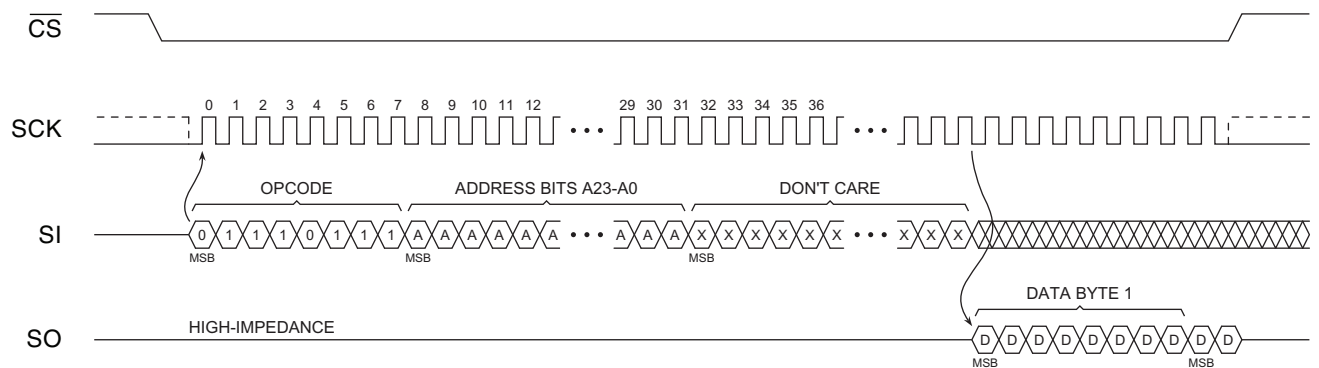 CS
0 1 2 3 4 5 6 7 8 9 10 11 12 29 30 31 32 33 34 35 36
SCK •••  •••
OPCODE ADDRESS BITS A23-A0 DON'T CARE
SI 0 1 1 1 0 1 1 1 A A A A A A ••• A A A X X X X X X ••• X X X
MSB MSB MSB
DATA BYTE 1
HIGH-IMPEDANCE
SO D D D D D D D D D D
MSB MSB